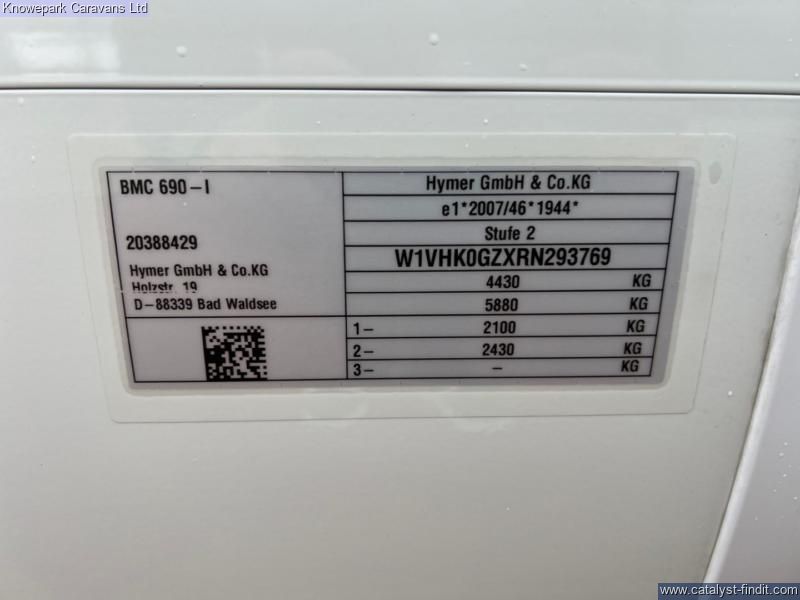 Knowepark Caravans Ltd
BMC 690-I
20388429
Hymer GmbH & Co.KG
Holzstr. 19
D-88339 Bad Waldsee
Hymer GmbH & Co.KG
e1*2007/46*1944*
Stufe 2
W1VHK0GZXRN293769
4430 KG
5880 KG
1- 2100 KG
2- 2430 KG
3- - KG
www.catalyst-findit.com